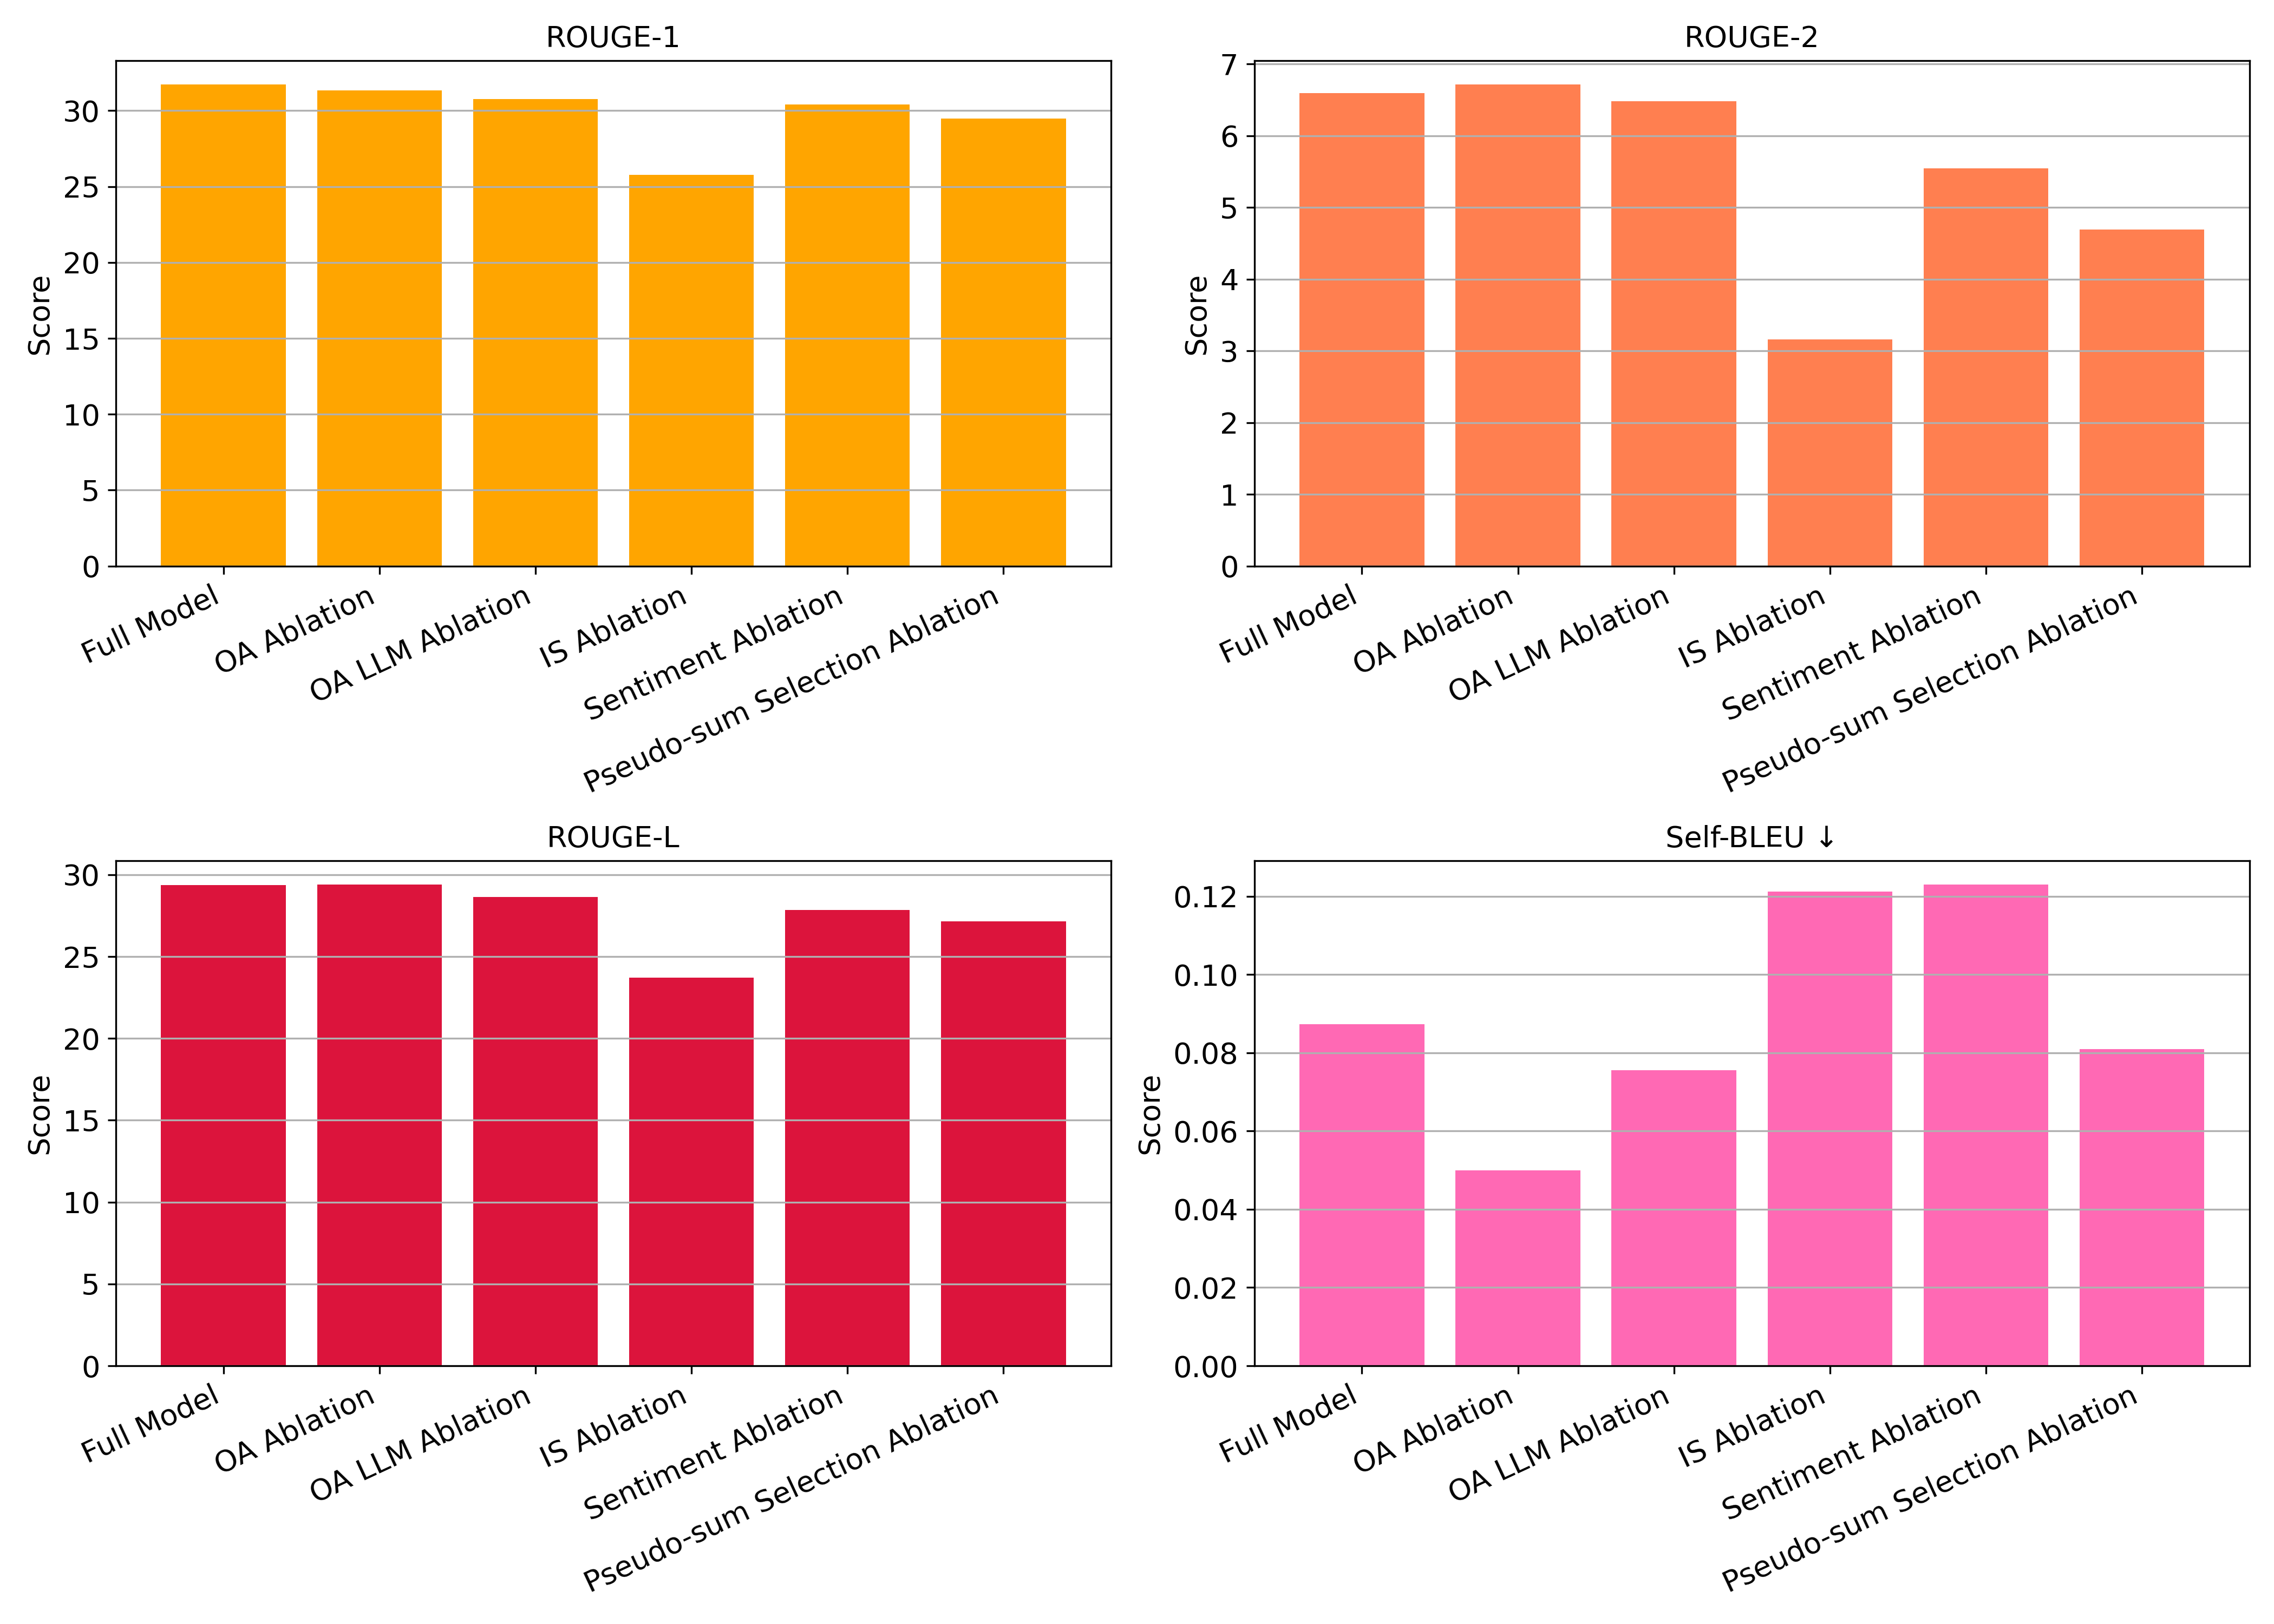 ROUGE-1
Score
30
25
20
15
10
5
0
Full Model
OA Ablation
OA LLM Ablation
IS Ablation
Sentiment Ablation
Pseudo-sum Selection Ablation
ROUGE-2
Score
7
6
5
4
3
2
1
0
Full Model
OA Ablation
OA LLM Ablation
IS Ablation
Sentiment Ablation
Pseudo-sum Selection Ablation
ROUGE-L
Score
30
25
20
15
10
5
0
Full Model
OA Ablation
OA LLM Ablation
IS Ablation
Sentiment Ablation
Pseudo-sum Selection Ablation
Self-BLEU ↓
Score
0.12
0.10
0.08
0.06
0.04
0.02
0.00
Full Model
OA Ablation
OA LLM Ablation
IS Ablation
Sentiment Ablation
Pseudo-sum Selection Ablation